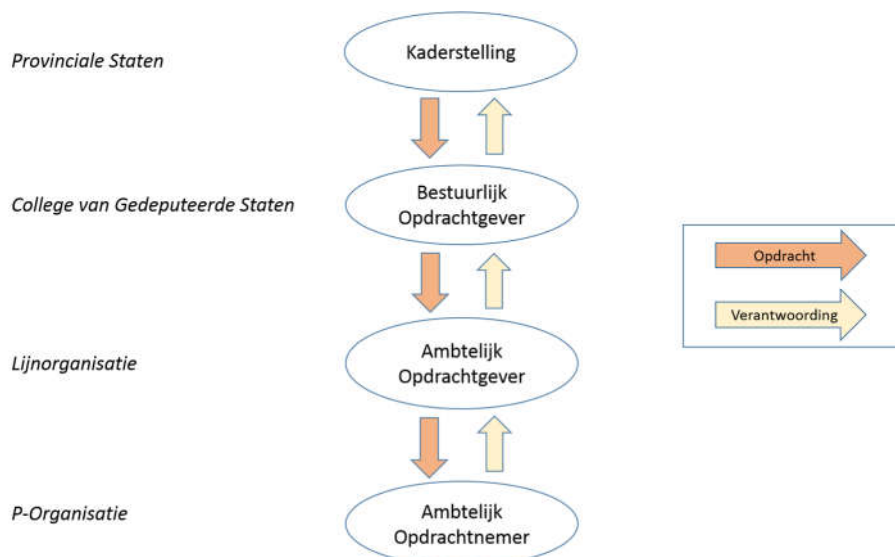 Provinciale Staten
Kaderstelling
College van Gedeputeerde Staten
Bestuurlijk
Opdrachtgever
Opdracht
Verantwoording
Lijnorganisatie
Ambtelijk
Opdrachtgever
P-Organisatie
Ambtelijk
Opdrachtnemer